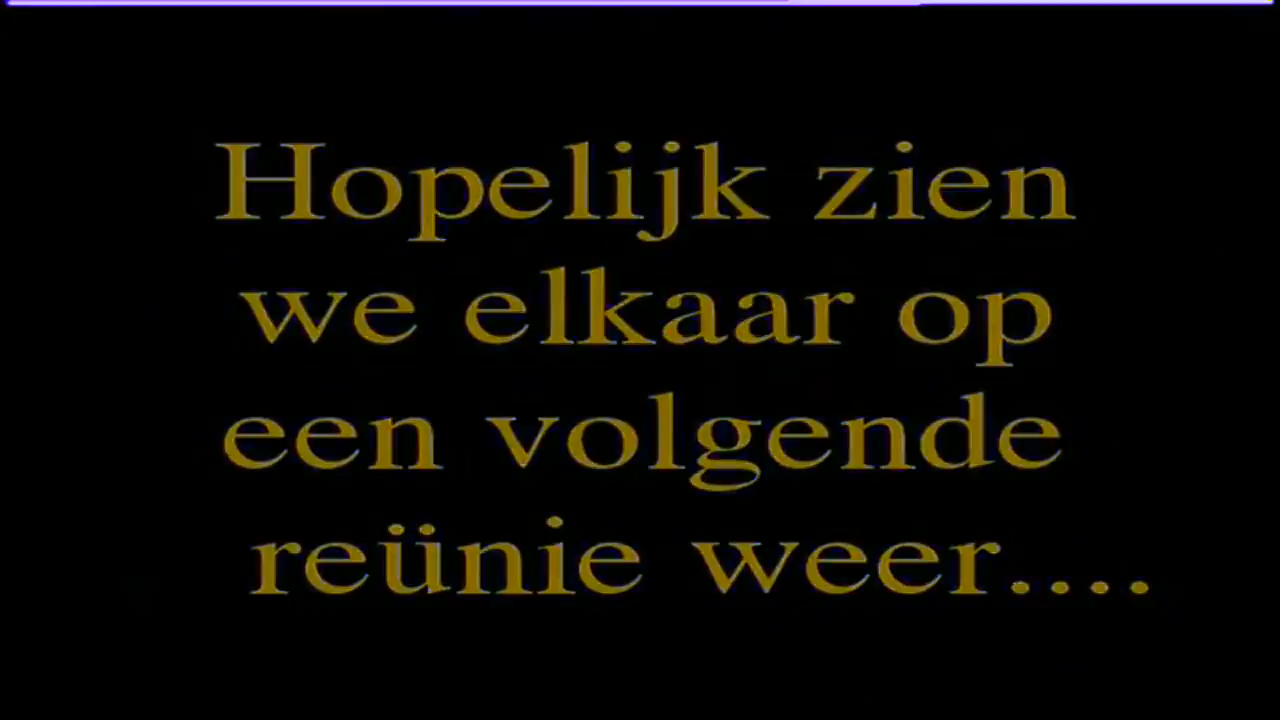 Hopelijk zien
we elkaar op
een volgende
reünie weer....